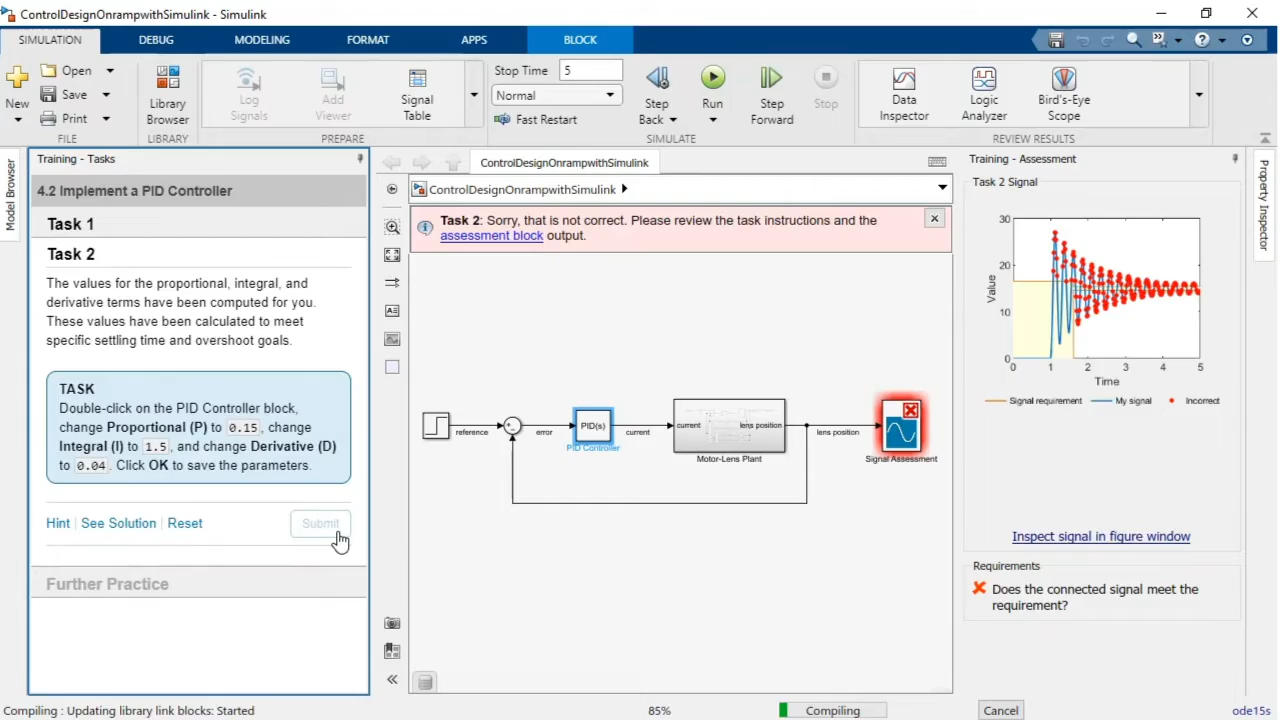 ControlDesignOnrampwithSimulink - Simulink
SIMULATION DEBUG MODELING FORMAT APPS BLOCK
New
Open
Save
Print
FILE
Library
Browser
LIBRARY
Log
Signals
Add
Viewer
Signal
Table
PREPARE
Stop Time 5
Normal
Fast Restart
Step
Back
Run
Step
Forward
Stop
SIMULATE
Data
Inspector
Logic
Analyzer
Bird's-Eye
Scope
REVIEW RESULTS
Model Browser
Training - Tasks
4.2 Implement a PID Controller
Task 1
Task 2
The values for the proportional, integral, and
derivative terms have been computed for you.
These values have been calculated to meet
specific settling time and overshoot goals.
TASK
Double-click on the PID Controller block,
change Proportional (P) to 0.15, change
Integral (I) to 1.5, and change Derivative (D)
to 0.04. Click OK to save the parameters.
Hint | See Solution | Reset
Submit
Further Practice
ControlDesignOnrampwithSimulink
ControlDesignOnrampwithSimulink
Task 2: Sorry, that is not correct. Please review the task instructions and the
assessment block output.
reference
error
PID(s)
PID Controller
current
current
lens position
Motor-Lens Plant
lens position
Signal Assessment
Training - Assessment
Task 2 Signal
30
20
10
0
Value
0 1 2 3 4 5
Time
Signal requirement My signal Incorrect
Inspect signal in figure window
Requirements
Does the connected signal meet the
requirement?
Property Inspector
Compiling : Updating library link blocks: Started
85%
Compiling
Cancel
ode15s